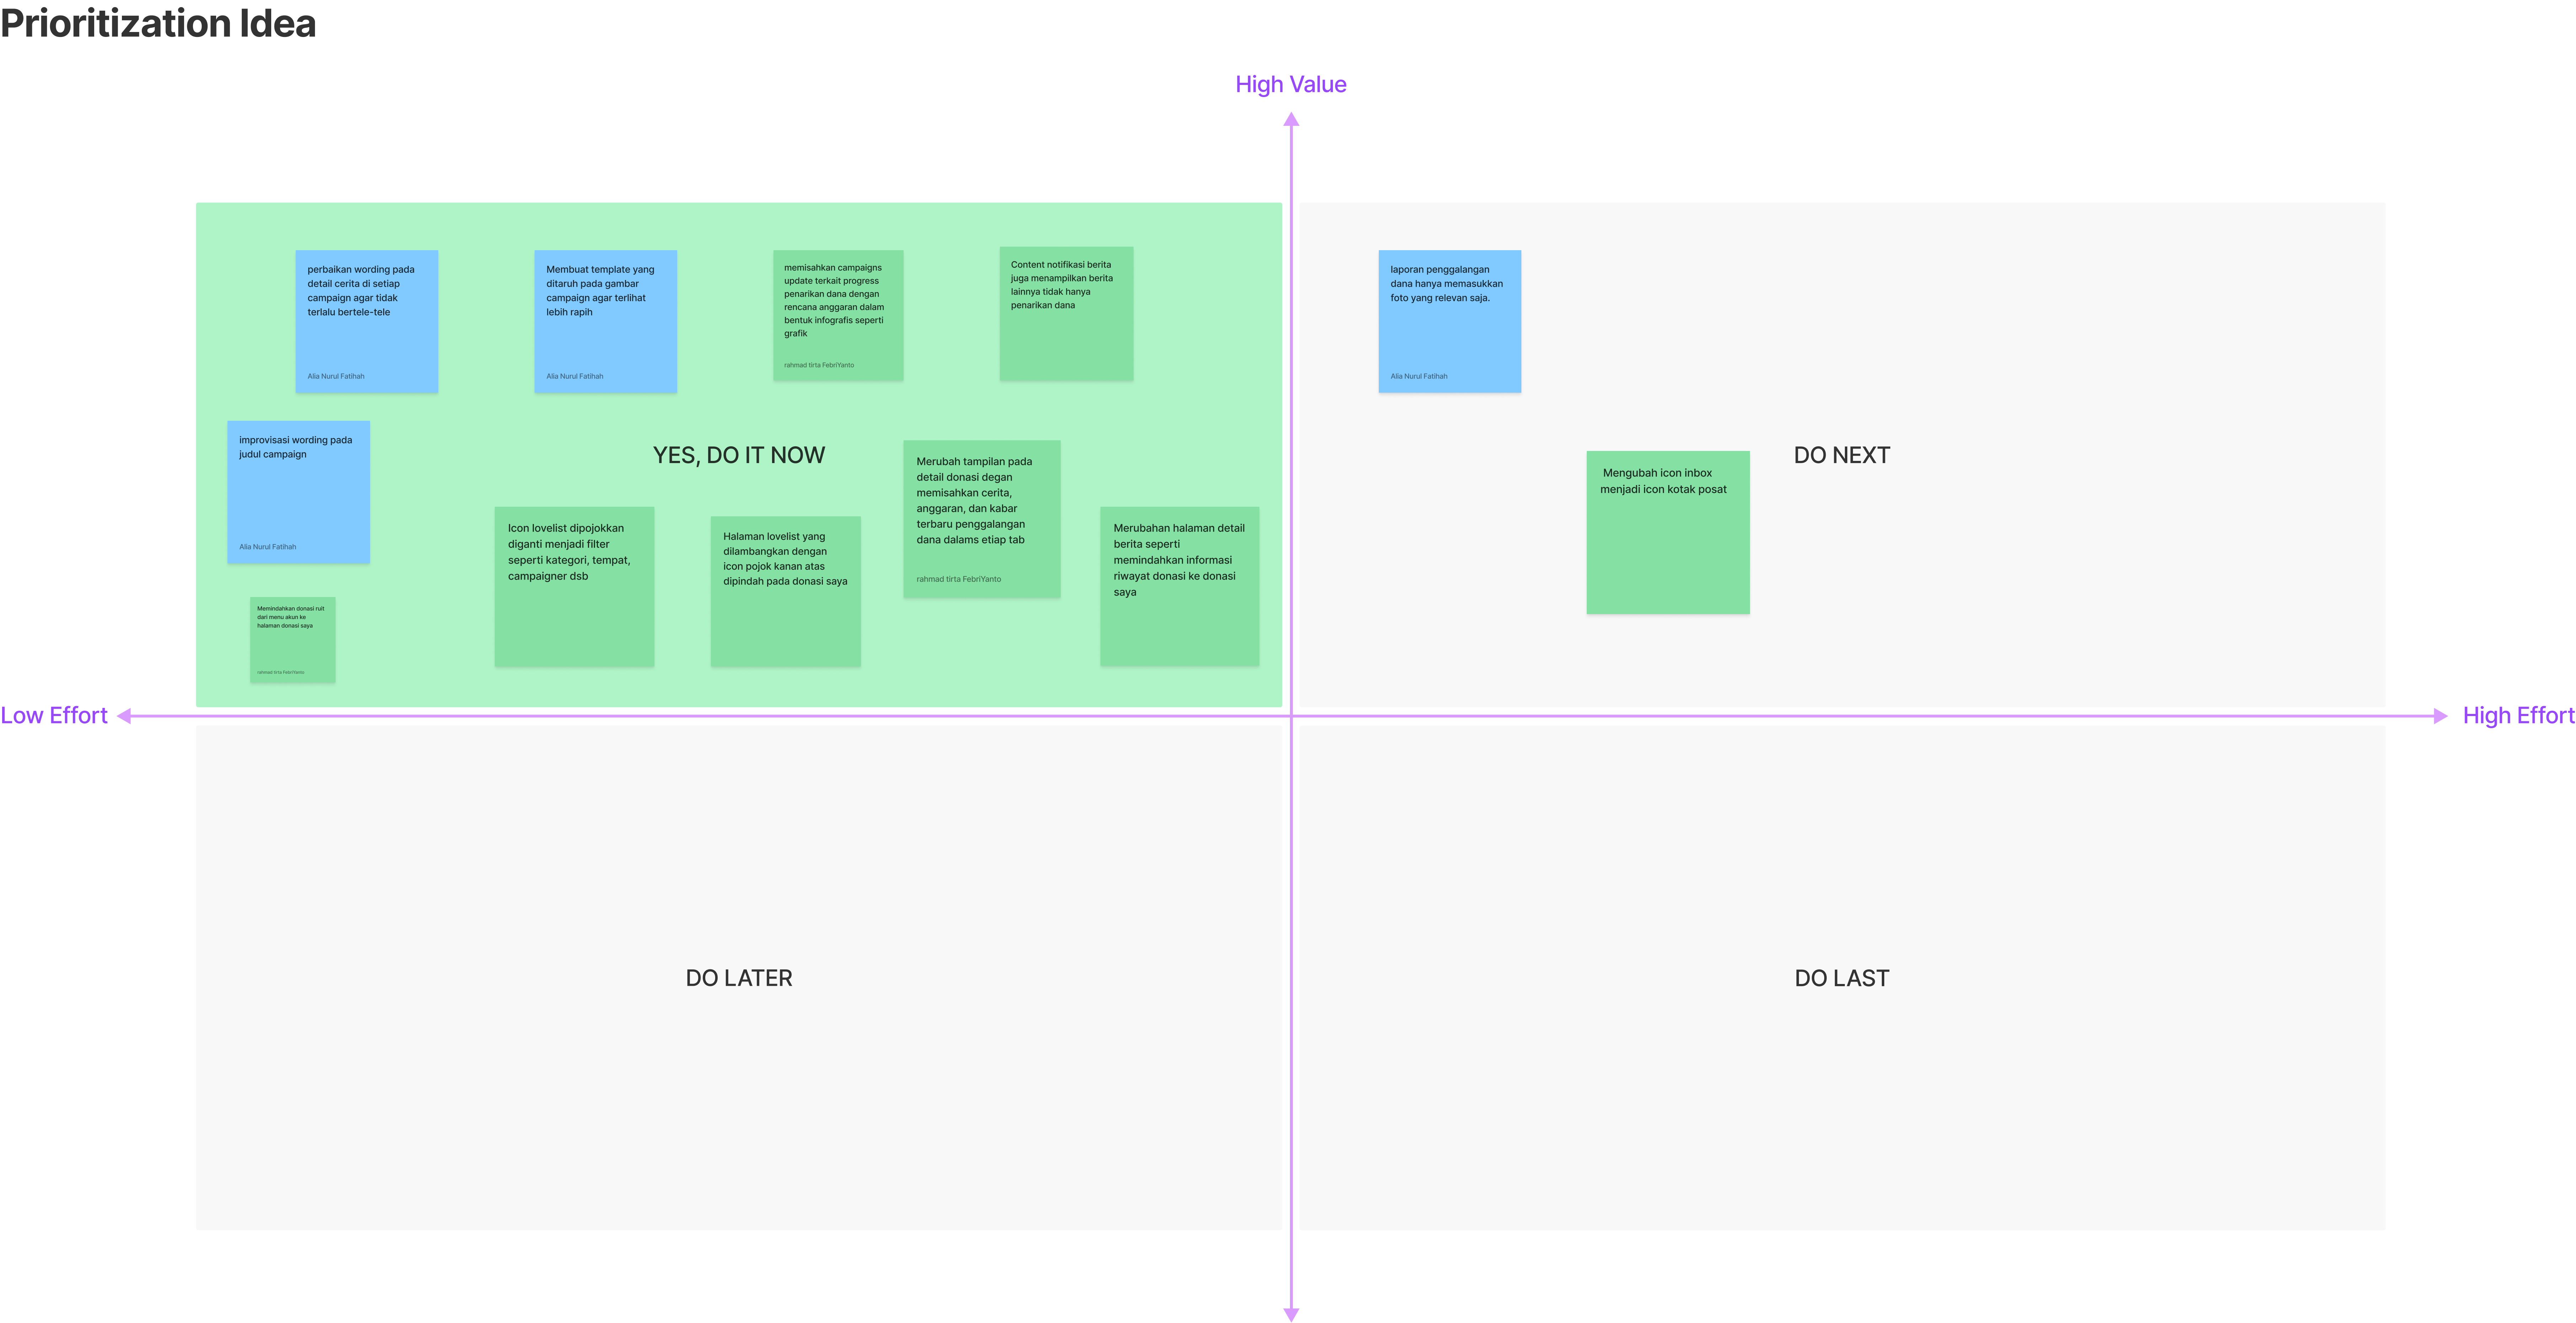 Prioritization Idea
High Value
perbaikan wording pada
detail cerita di setiap
campaign agar tidak
terlalu bertele-tele
Alia Nurul Fatihah
Membuat template yang
ditaruh pada gambar
campaign agar terlihat
lebih rapih
Alia Nurul Fatihah
memisahkan campaigns
update terkait progress
penarikan dana dengan
rencana anggaran dalam
bentuk infografis seperti
grafik
rahmad tirta FebriYanto
Content notifikasi berita
juga menampilkan berita
lainnya tidak hanya
penarikan dana
laporan penggalangan
dana hanya memasukkan
foto yang relevan saja.
Alia Nurul Fatihah
improvisasi wording pada
judul campaign
Alia Nurul Fatihah
YES, DO IT NOW
Merubah tampilan pada
detail donasi degan
memisahkan cerita,
anggaran, dan kabar
terbaru penggalangan
dana dalams etiap tab
rahmad tirta FebriYanto
DO NEXT
Mengubah icon inbox
menjadi icon kotak posat
Icon lovelist dipojokkan
diganti menjadi filter
seperti kategori, tempat,
campaigner dsb
Halaman lovelist yang
dilambangkan dengan
icon pojok kanan atas
dipindah pada donasi saya
Merubahan halaman detail
berita seperti
memindahkan informasi
riwayat donasi ke donasi
saya
Memindahkan donasi ruit
dari menu akun ke
halaman donasi saya
rahmad tirta FebriYanto
Low Effort
High Effort
DO LATER
DO LAST